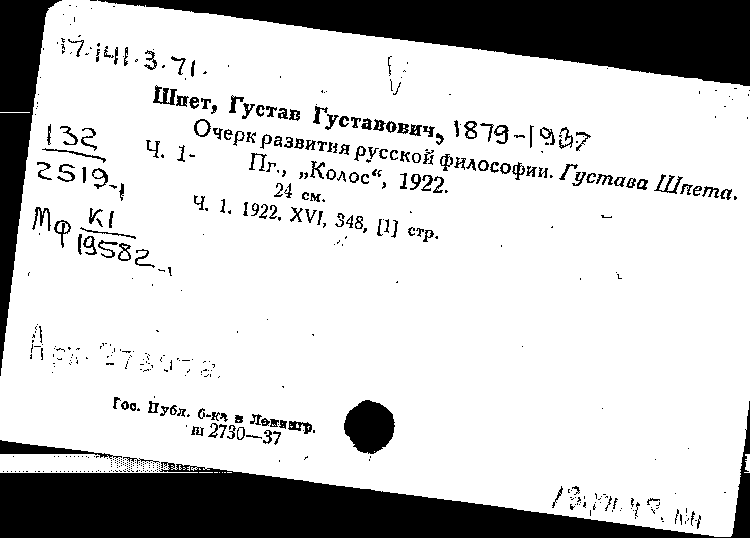 17.141.3.71.
V
Шпет, Густав Густавович, 1879-1937
Очерк развития русской философии. Густава Шпета.
Ч. 1- Пг., „Колос“, 1922.
24 см.
Ч. 1. 1922. XVI, 348, [1] стр.
132
2519-1
Мф К1
19582-1
Гос. Публ. б-ка в Ленингр.
ш 2730—37